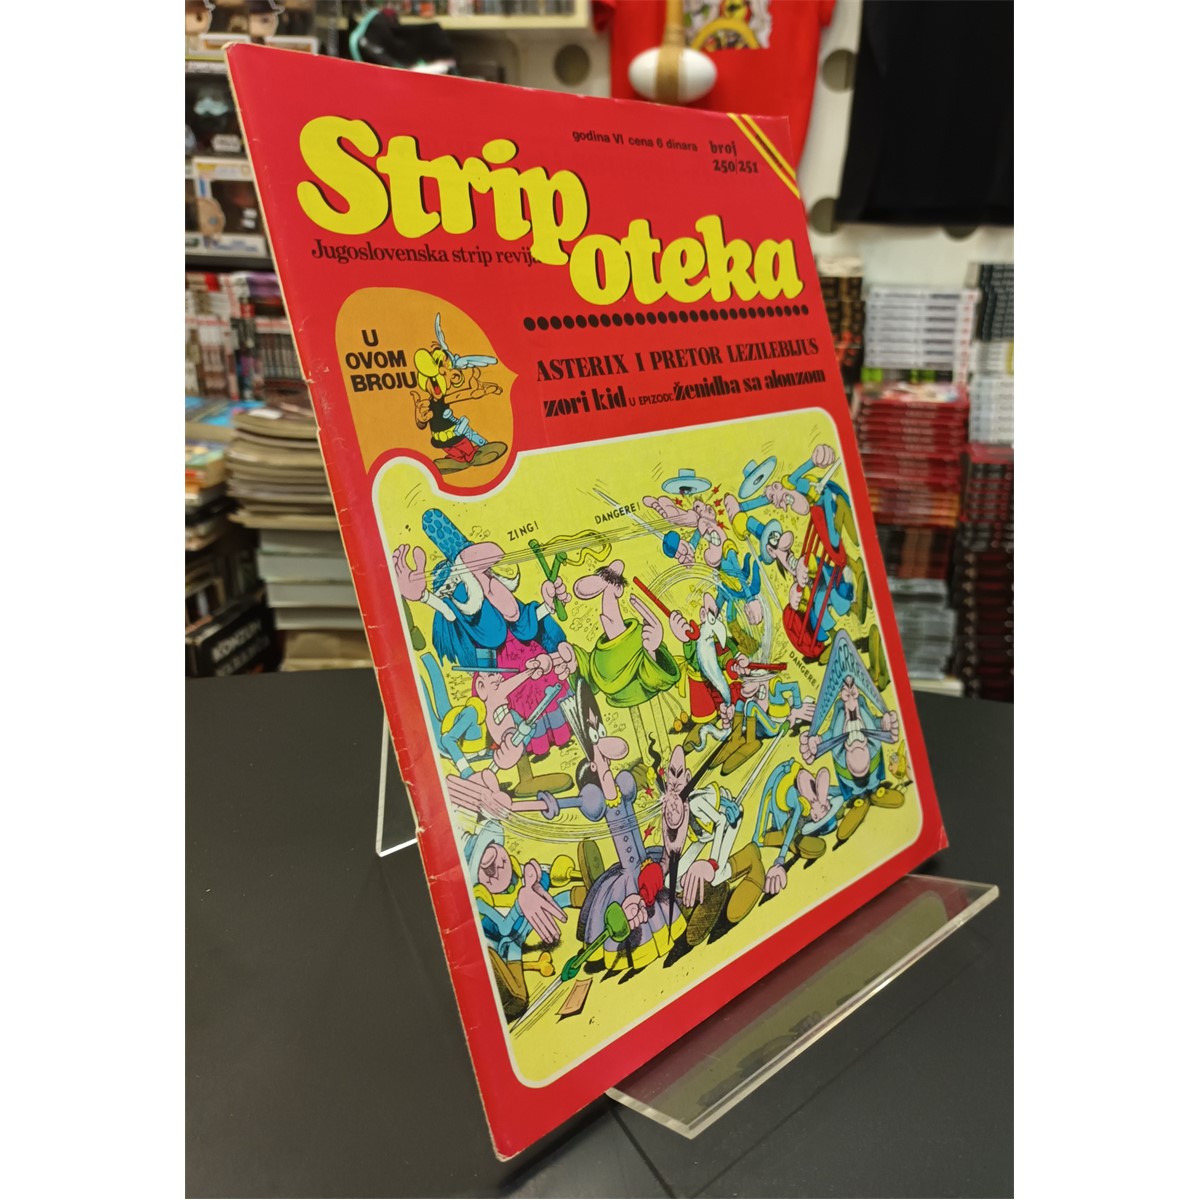 godina VI cena 6 dinara
broj
250/251
Strip
oteka
Jugoslovenska strip revija
U
OVOM
BROJU
ASTERIX I PRETOR LEZILEBIJUS
zori kid U EPIZODI: ženidba sa alonzom
ZING!
DANGERE!
DANGERE!
GRRR